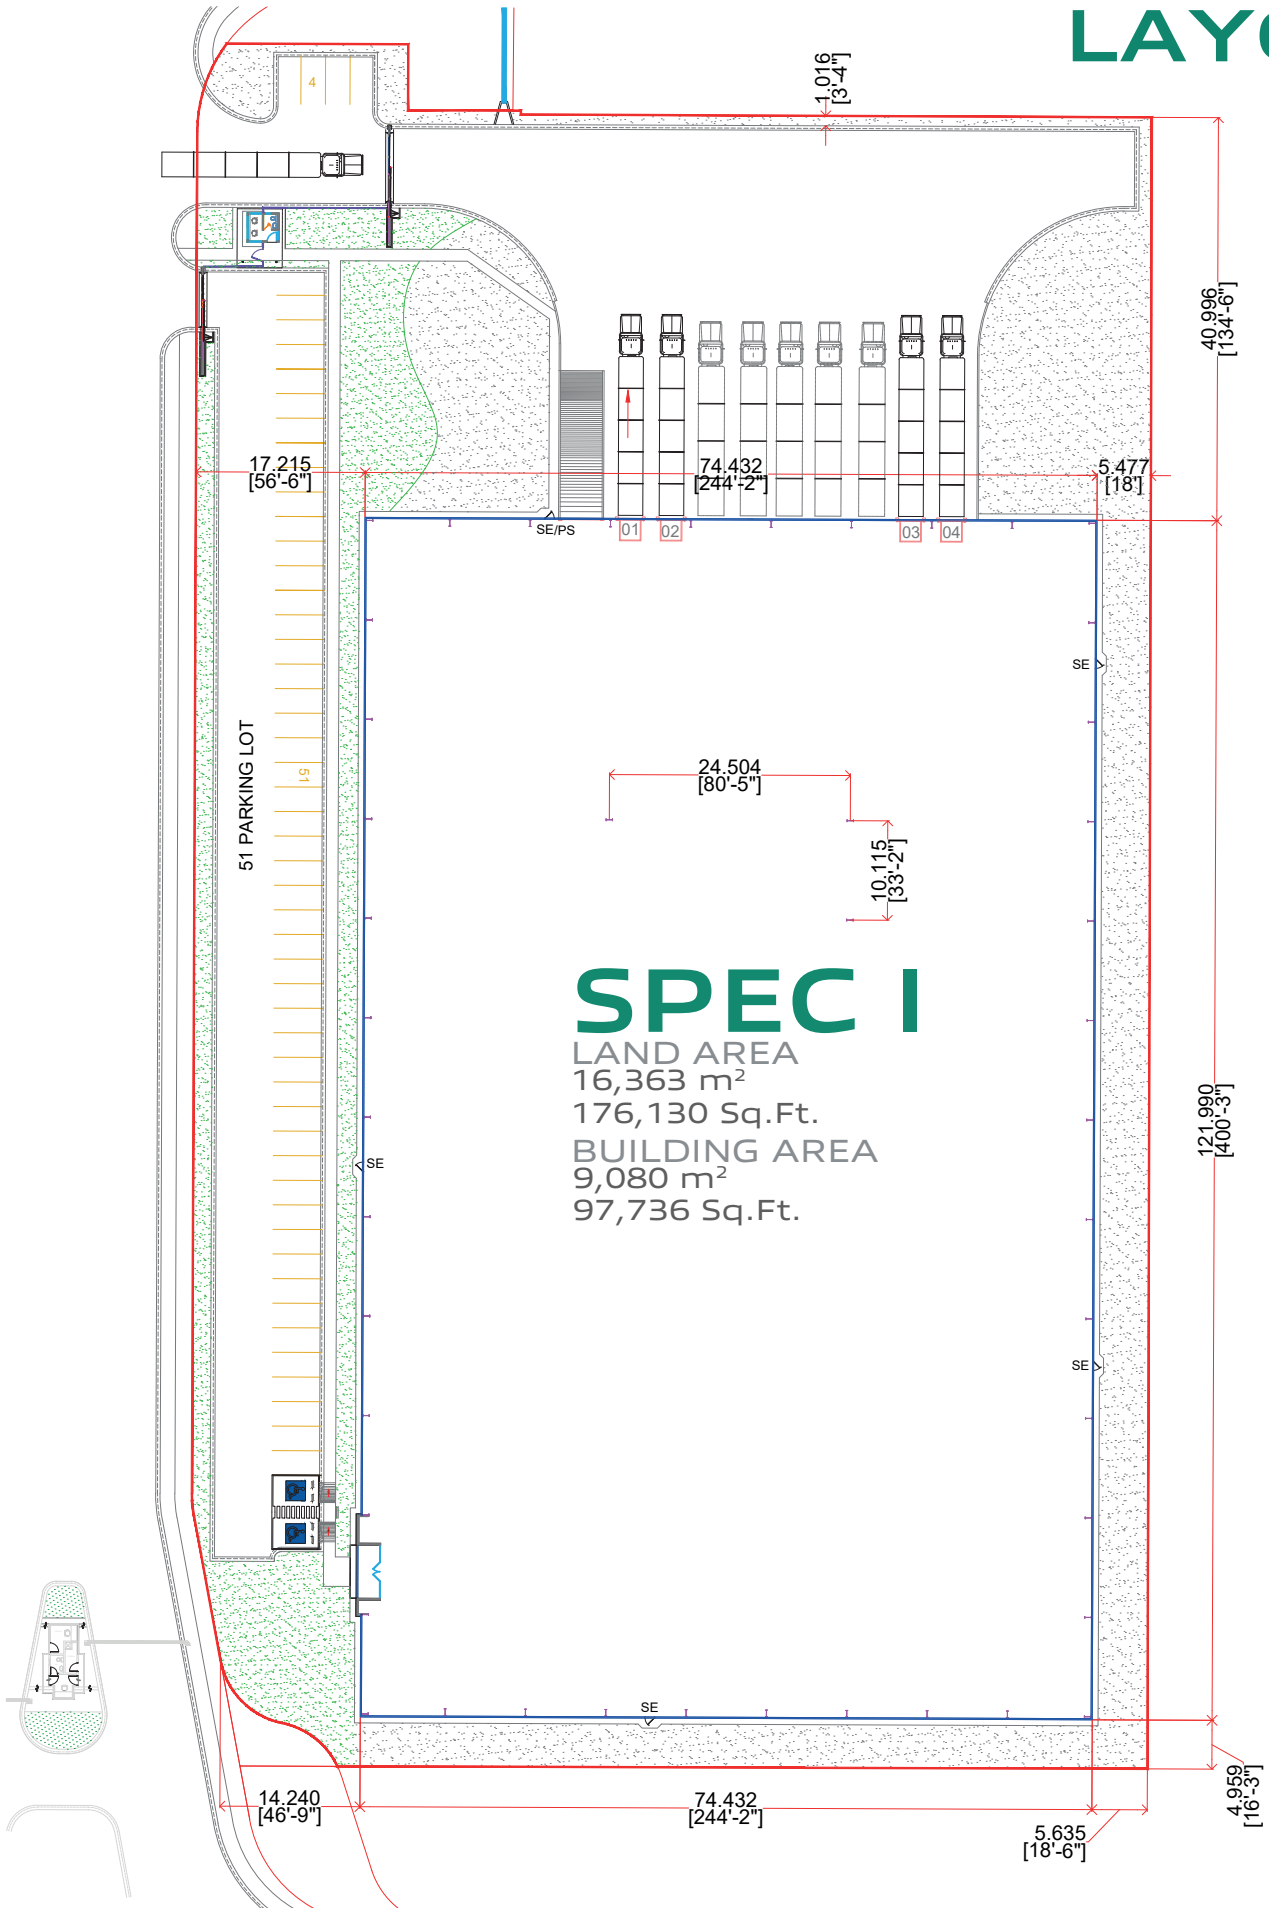 LAYO
4
1.016
[3'-4"]
40.996
[134'-6"]
17.215
[56'-6"]
74.432
[244'-2"]
5.477
[18']
SE/PS
01
02
03
04
SE
24.504
[80'-5"]
10.115
[33'-2"]
51 PARKING LOT
51
SPEC I
LAND AREA
16,363 m²
176,130 Sq.Ft.
BUILDING AREA
9,080 m²
97,736 Sq.Ft.
121.990
[400'-3"]
SE
SE
SE
14.240
[46'-9"]
74.432
[244'-2"]
5.635
[18'-6"]
4.959
[16'-3"]